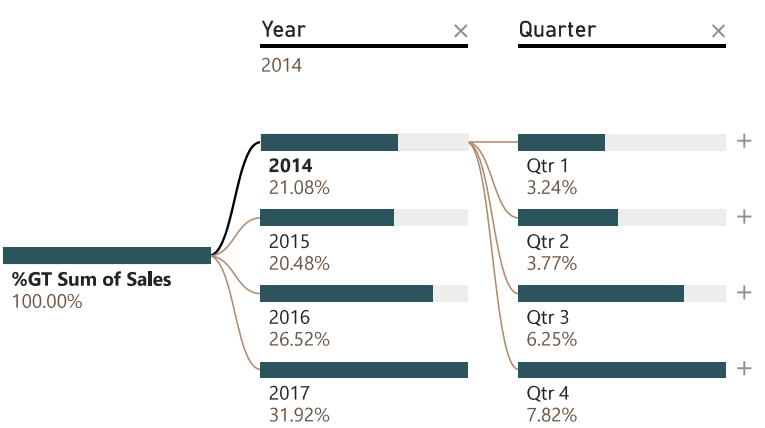 Year
Quarter
2014
%GT Sum of Sales
100.00%
2014
21.08%
2015
20.48%
2016
26.52%
2017
31.92%
Qtr 1
3.24%
Qtr 2
3.77%
Qtr 3
6.25%
Qtr 4
7.82%